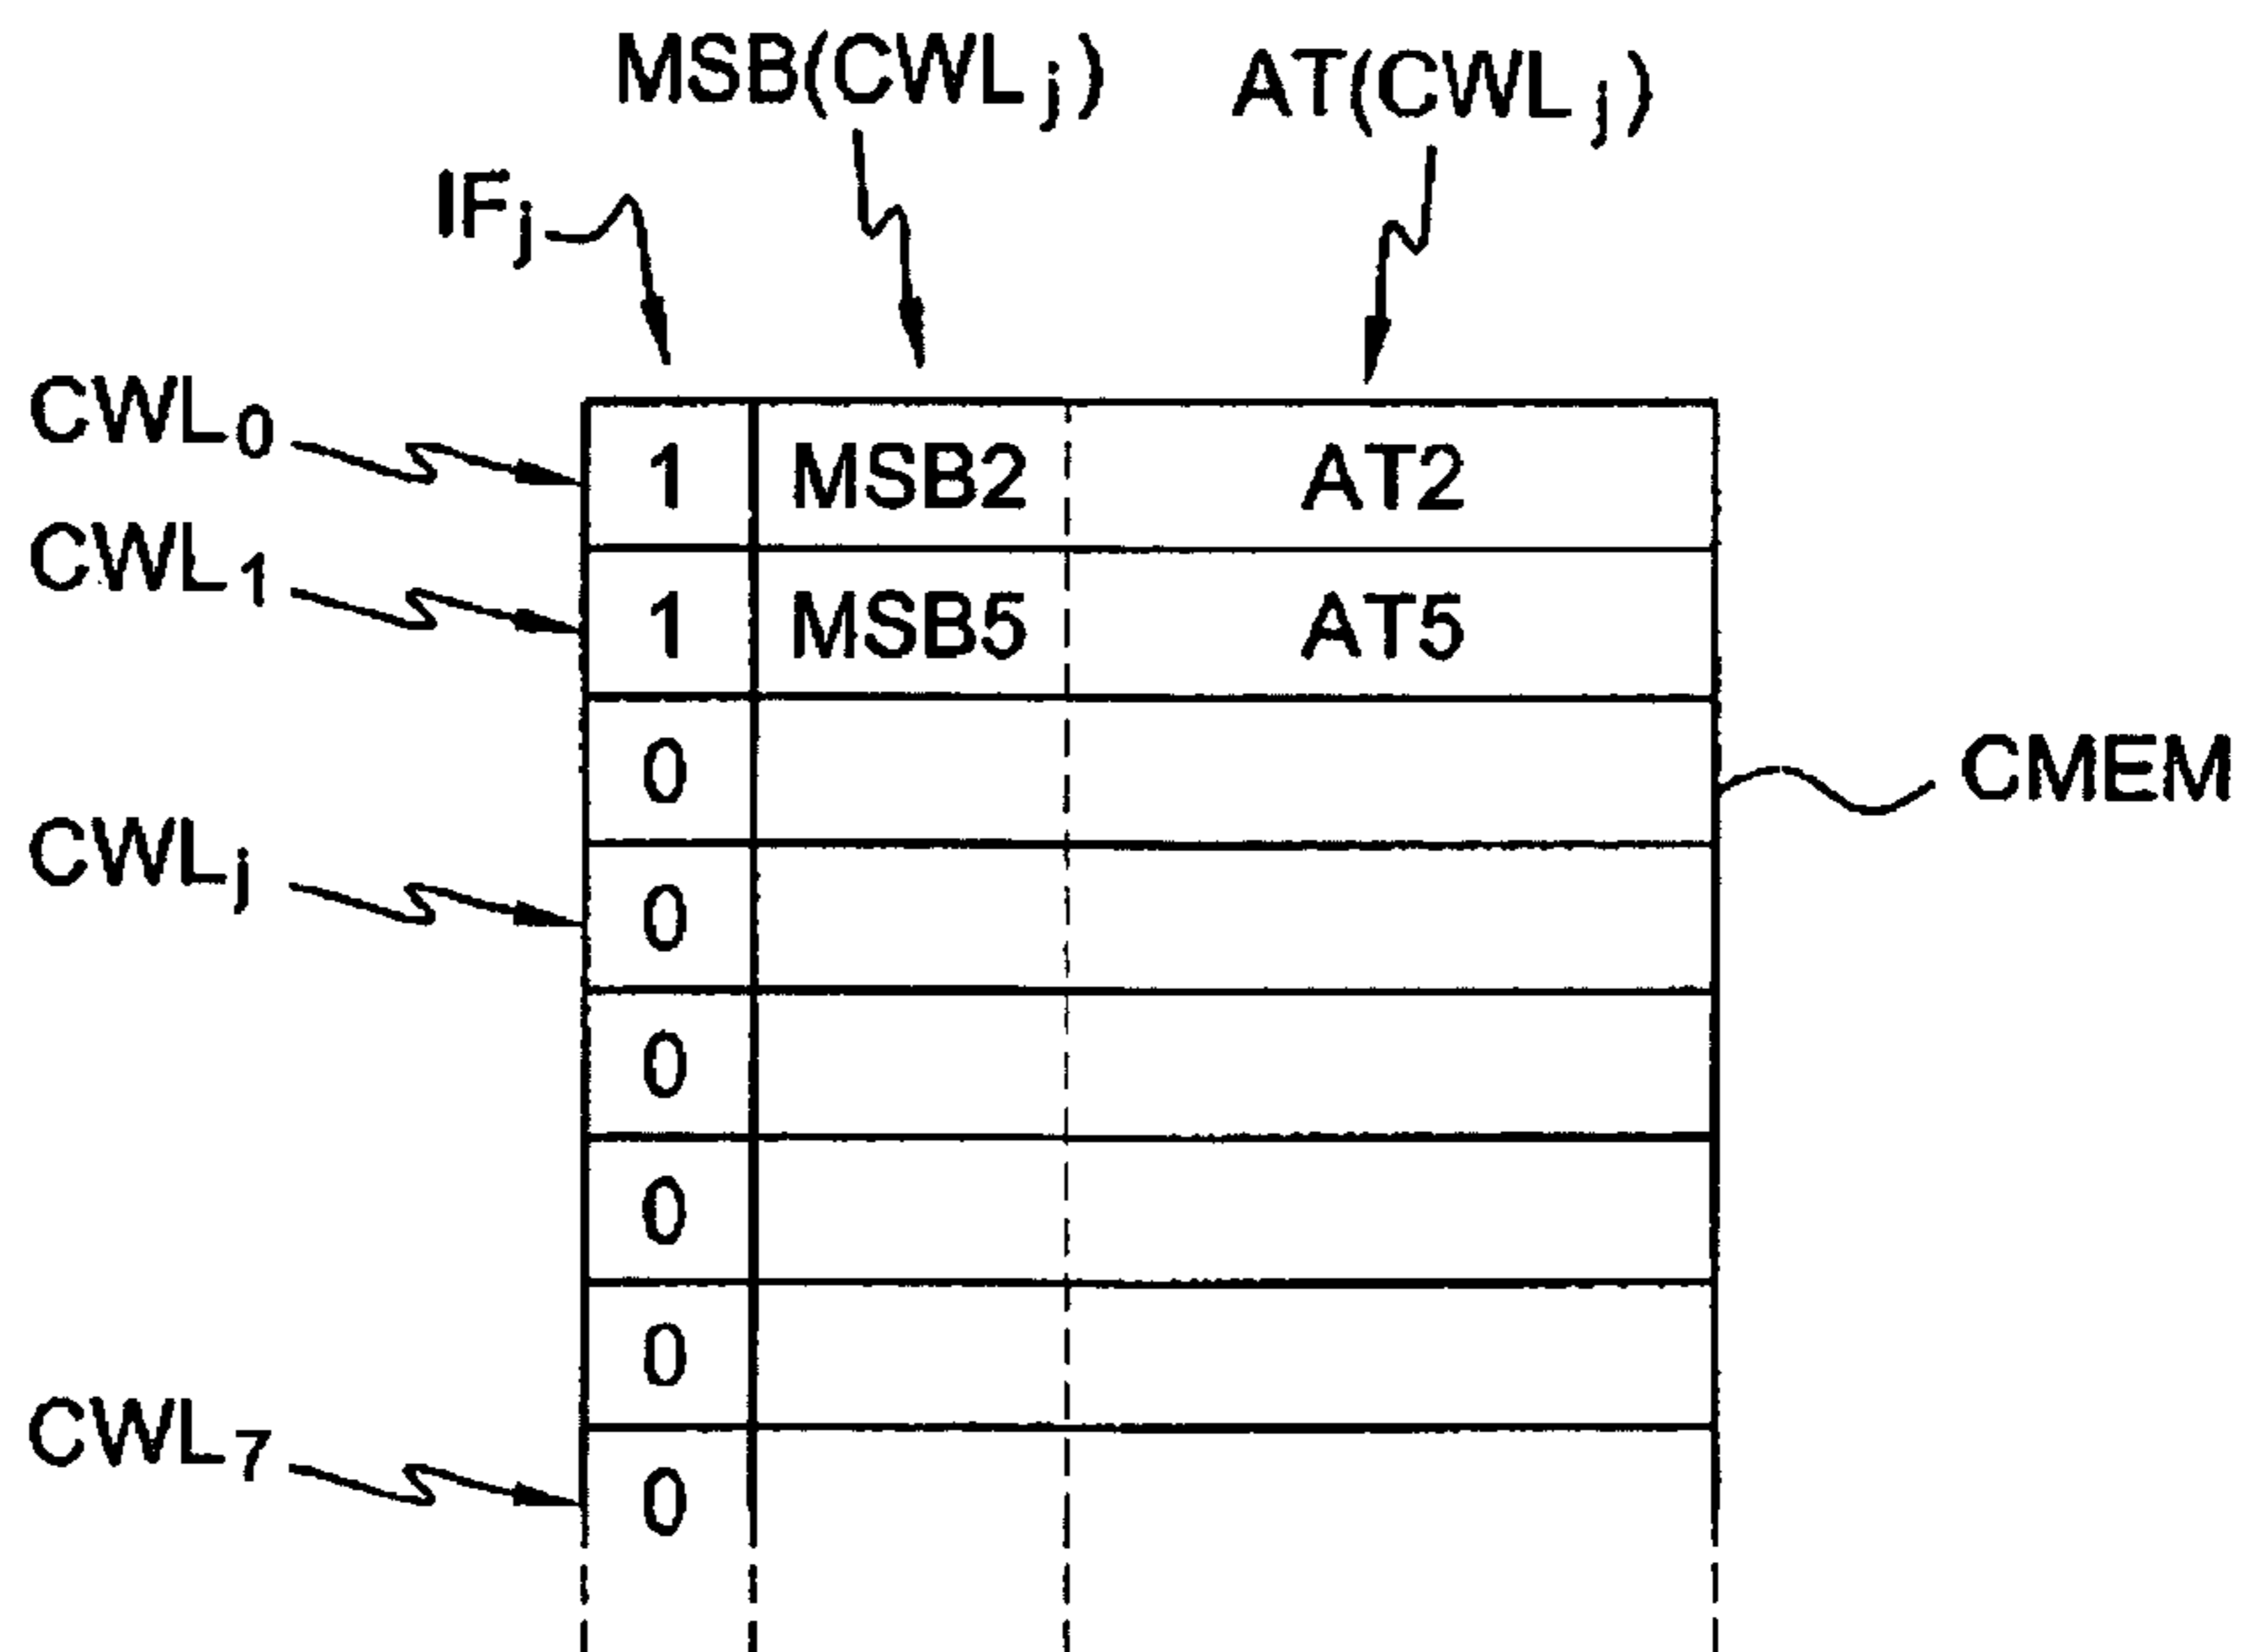 MSB(CWLj) AT(CWLj)
IFj
CWL0 1 MSB2 AT2
CWL1 1 MSB5 AT5
0 CMEM
CWLj 0
0
0
0
CWL7 0